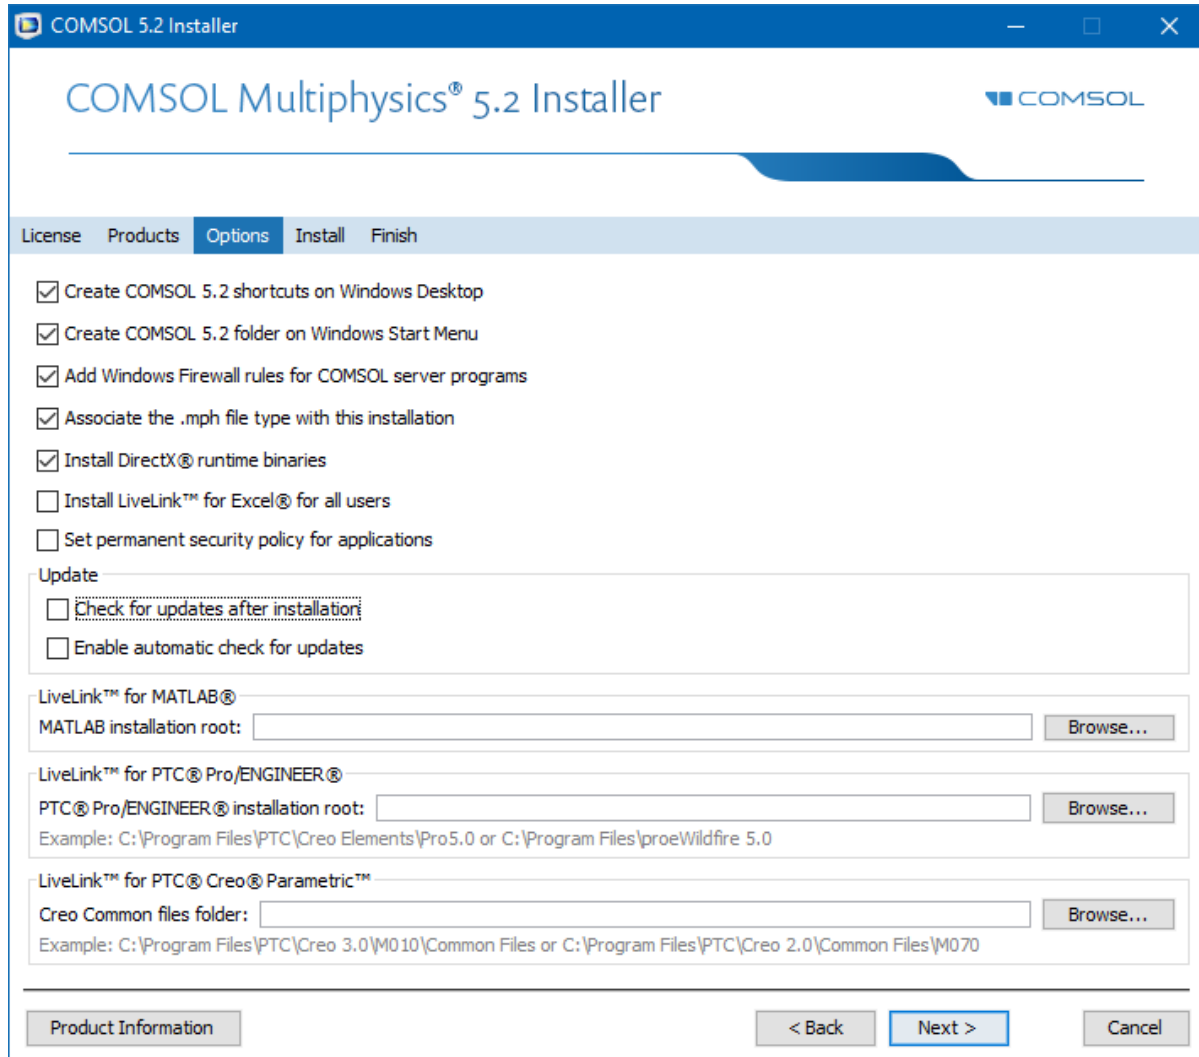 COMSOL 5.2 Installer
COMSOL Multiphysics® 5.2 Installer
COMSOL
License Products Options Install Finish
Create COMSOL 5.2 shortcuts on Windows Desktop
Create COMSOL 5.2 folder on Windows Start Menu
Add Windows Firewall rules for COMSOL server programs
Associate the .mph file type with this installation
Install DirectX® runtime binaries
Install LiveLink™ for Excel® for all users
Set permanent security policy for applications
Update
Check for updates after installation
Enable automatic check for updates
LiveLink™ for MATLAB®
MATLAB installation root: Browse...
LiveLink™ for PTC® Pro/ENGINEER®
PTC® Pro/ENGINEER® installation root: Browse...
Example: C:\Program Files\PTC\Creo Elements\Pro5.0 or C:\Program Files\proeWildfire 5.0
LiveLink™ for PTC® Creo® Parametric™
Creo Common files folder: Browse...
Example: C:\Program Files\PTC\Creo 3.0\M010\Common Files or C:\Program Files\PTC\Creo 2.0\Common Files\M070
Product Information < Back Next > Cancel